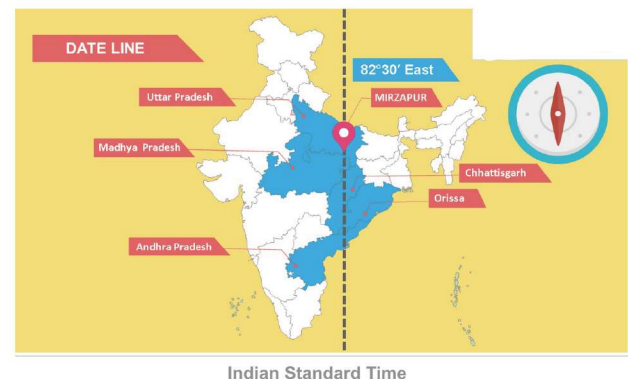 DATE LINE
82°30' East
Uttar Pradesh
MIRZAPUR
Madhya Pradesh
Chhattisgarh
Orissa
Andhra Pradesh
Indian Standard Time